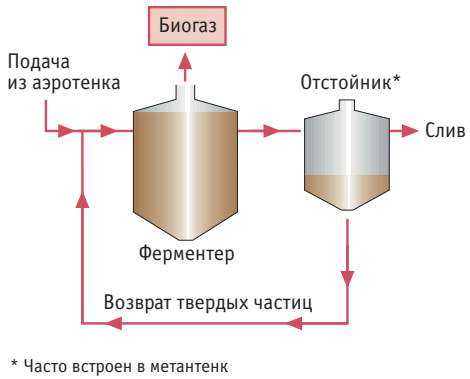 Биогаз
Подача
из аэротенка
Отстойник*
Слив
Ферментер
Возврат твердых частиц
* Часто встроен в метантенк